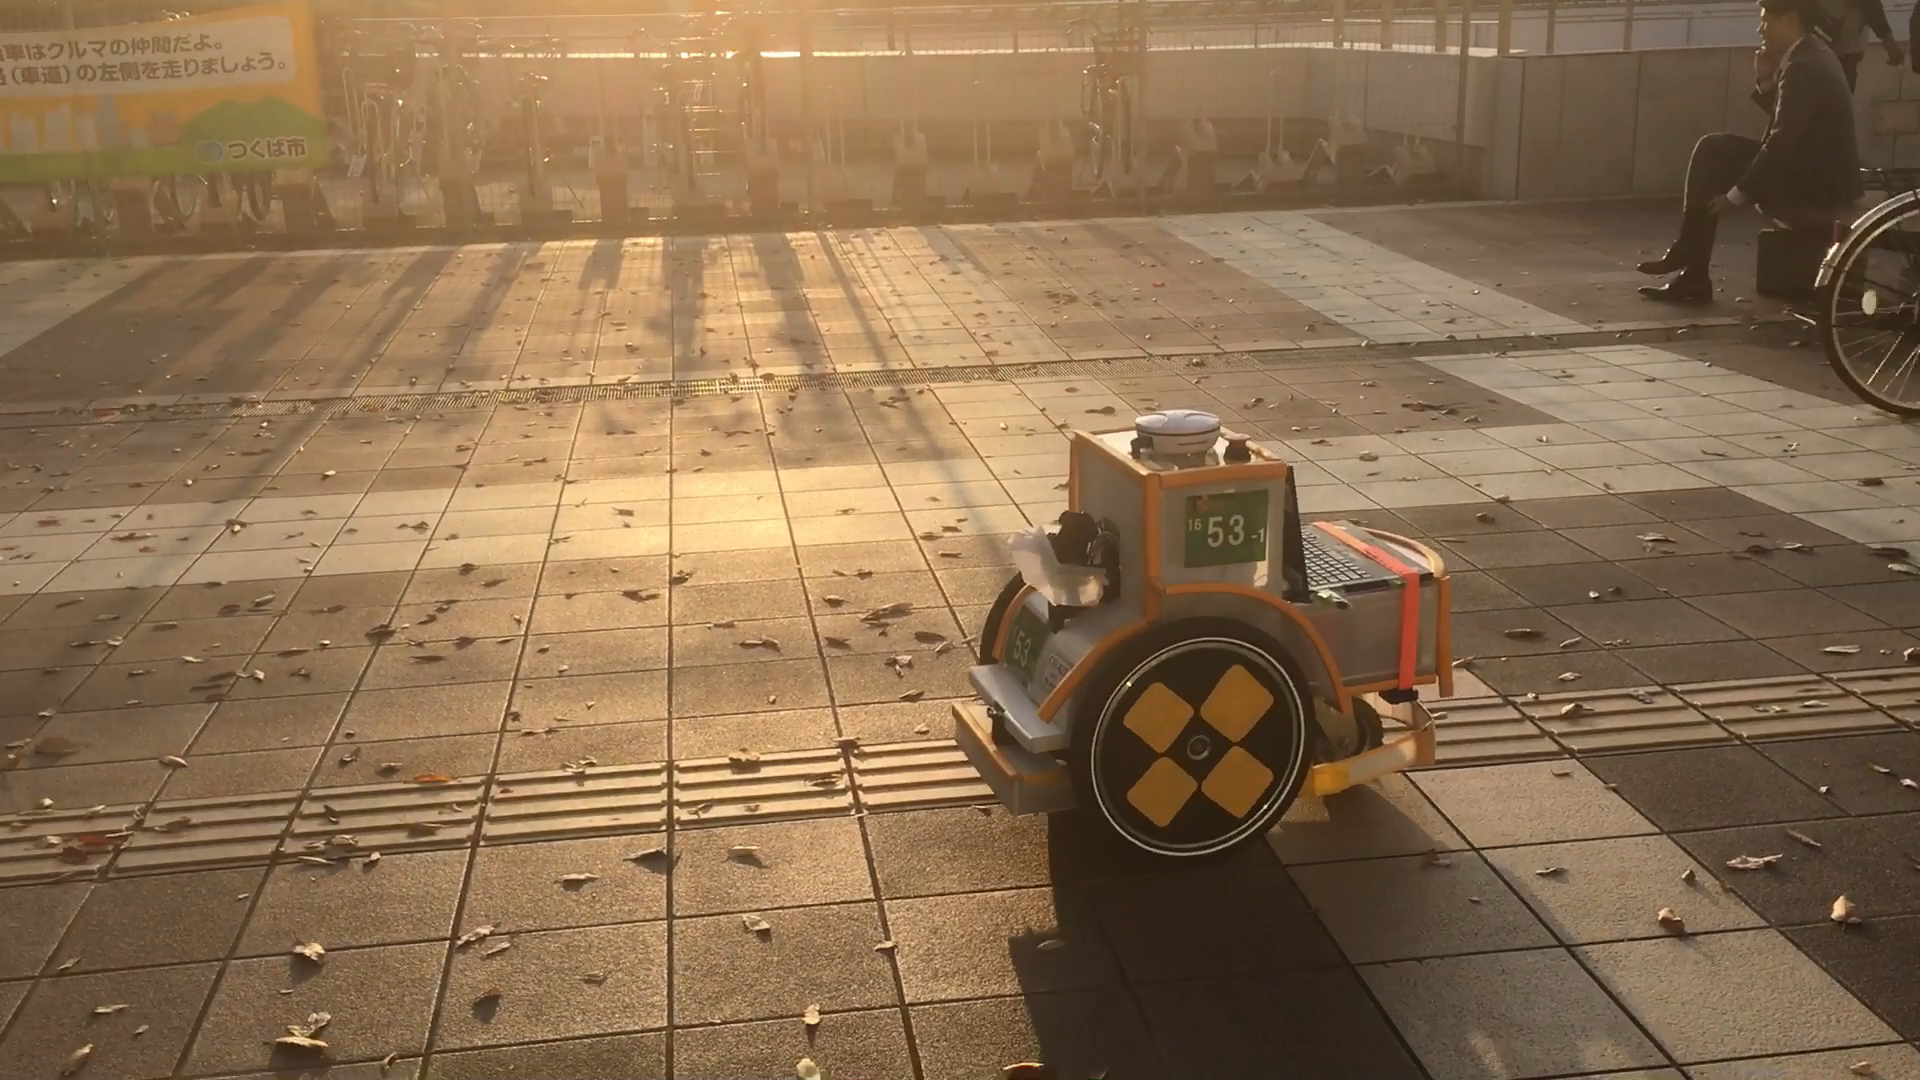 車はクルマの仲間だよ。
(車道)の左側を走りましょう。
つくば市
16 53 -1
53